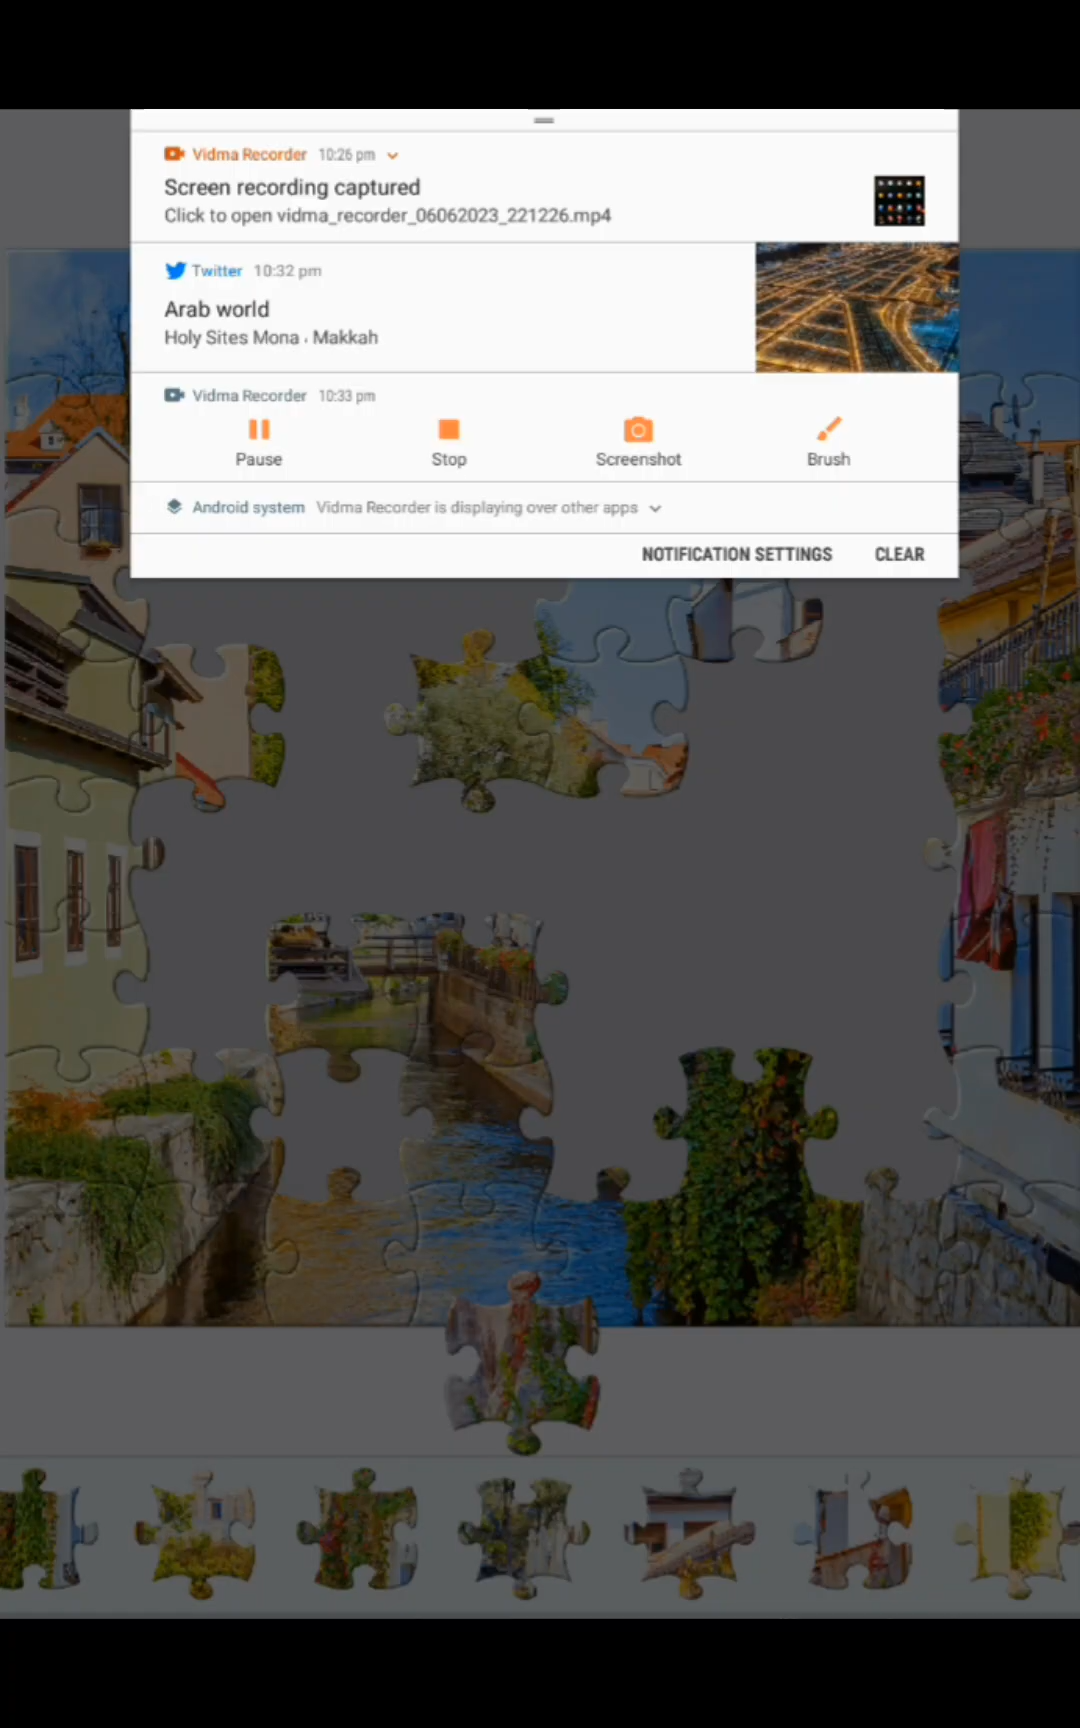 Vidma Recorder 10:26 pm
Screen recording captured
Click to open vidma_recorder_06062023_221226.mp4
Twitter 10:32 pm
Arab world
Holy Sites Mona، Makkah
Vidma Recorder 10:33 pm
Pause Stop Screenshot Brush
Android system Vidma Recorder is displaying over other apps
NOTIFICATION SETTINGS CLEAR